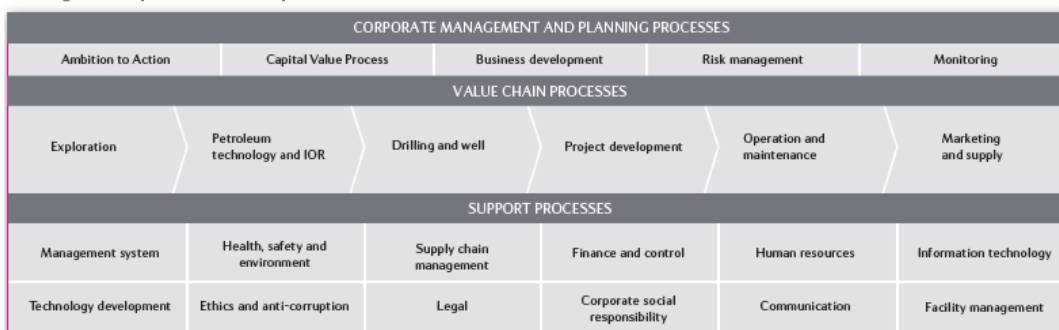 CORPORATE MANAGEMENT AND PLANNING PROCESSES
Ambition to Action
Capital Value Process
Business development
Risk management
Monitoring
VALUE CHAIN PROCESSES
Exploration
Petroleum
technology and IOR
Drilling and well
Project development
Operation and
maintenance
Marketing
and supply
SUPPORT PROCESSES
Management system
Health, safety and
environment
Supply chain
management
Finance and control
Human resources
Information technology
Technology development
Ethics and anti-corruption
Legal
Corporate social
responsibility
Communication
Facility management